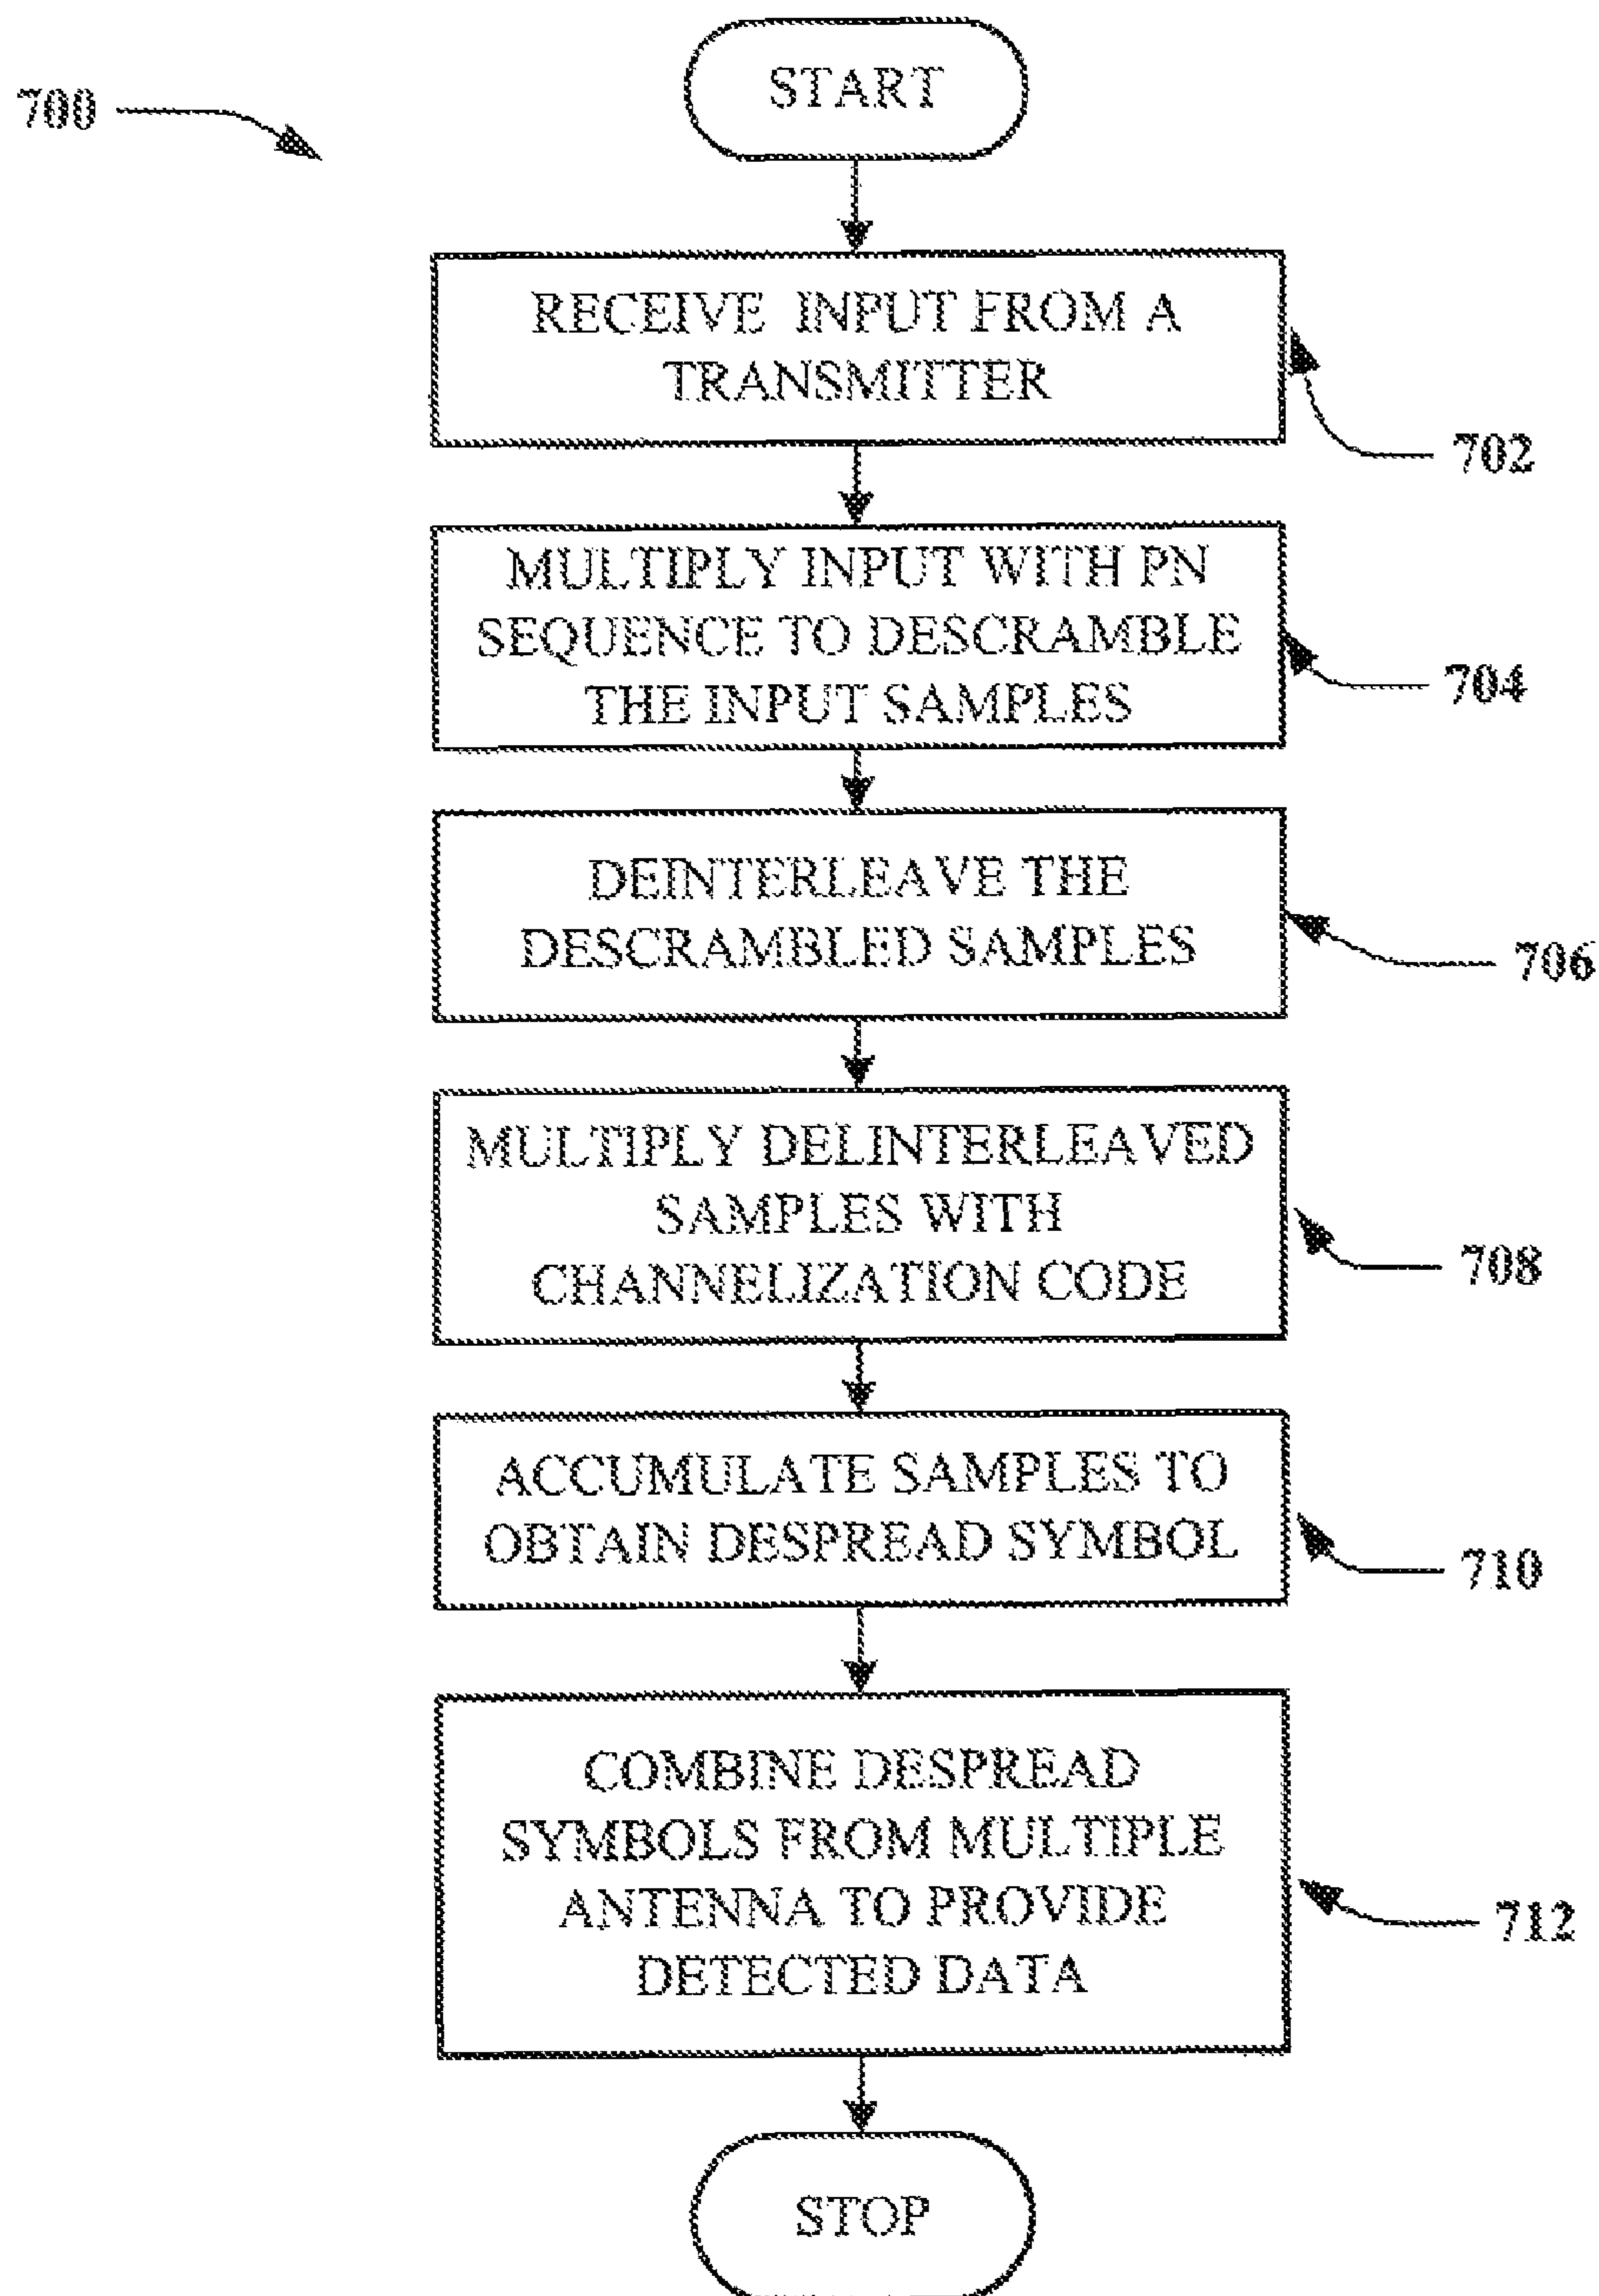 START
700
RECEIVE INPUT FROM A
TRANSMITTER
702
MULTIPLY INPUT WITH PN
SEQUENCE TO DESCRAMBLE
THE INPUT SAMPLES
704
DEINTERLEAVE THE
DESCRAMBLED SAMPLES
706
MULTIPLY DELINTERLEAVED
SAMPLES WITH
CHANNELIZATION CODE
708
ACCUMULATE SAMPLES TO
OBTAIN DESPREAD SYMBOL
710
COMBINE DESPREAD
SYMBOLS FROM MULTIPLE
ANTENNA TO PROVIDE
DETECTED DATA
712
STOP